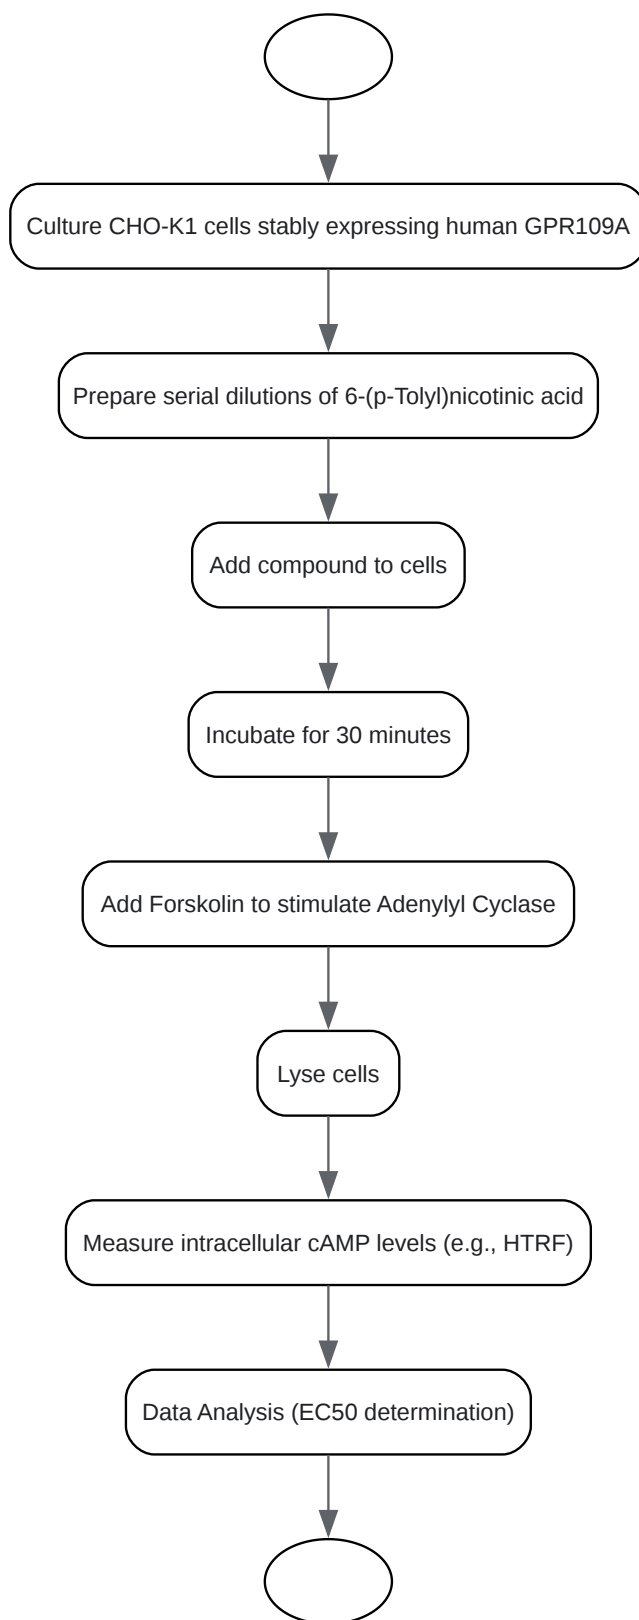 Culture CHO-K1 cells stably expressing human GPR109A
Prepare serial dilutions of 6-(p-Tolyl)nicotinic acid
Add compound to cells
Incubate for 30 minutes
Add Forskolin to stimulate Adenylyl Cyclase
Lyse cells
Measure intracellular cAMP levels (e.g., HTRF)
Data Analysis (EC50 determination)